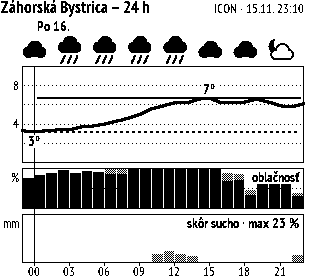 Záhorská Bystrica – 24 h
ICON · 15.11. 23:10
Po 16.
8
7°
4
3°
%
oblačnosť
mm
skôr sucho · max 23 %
00 03 06 09 12 15 18 21